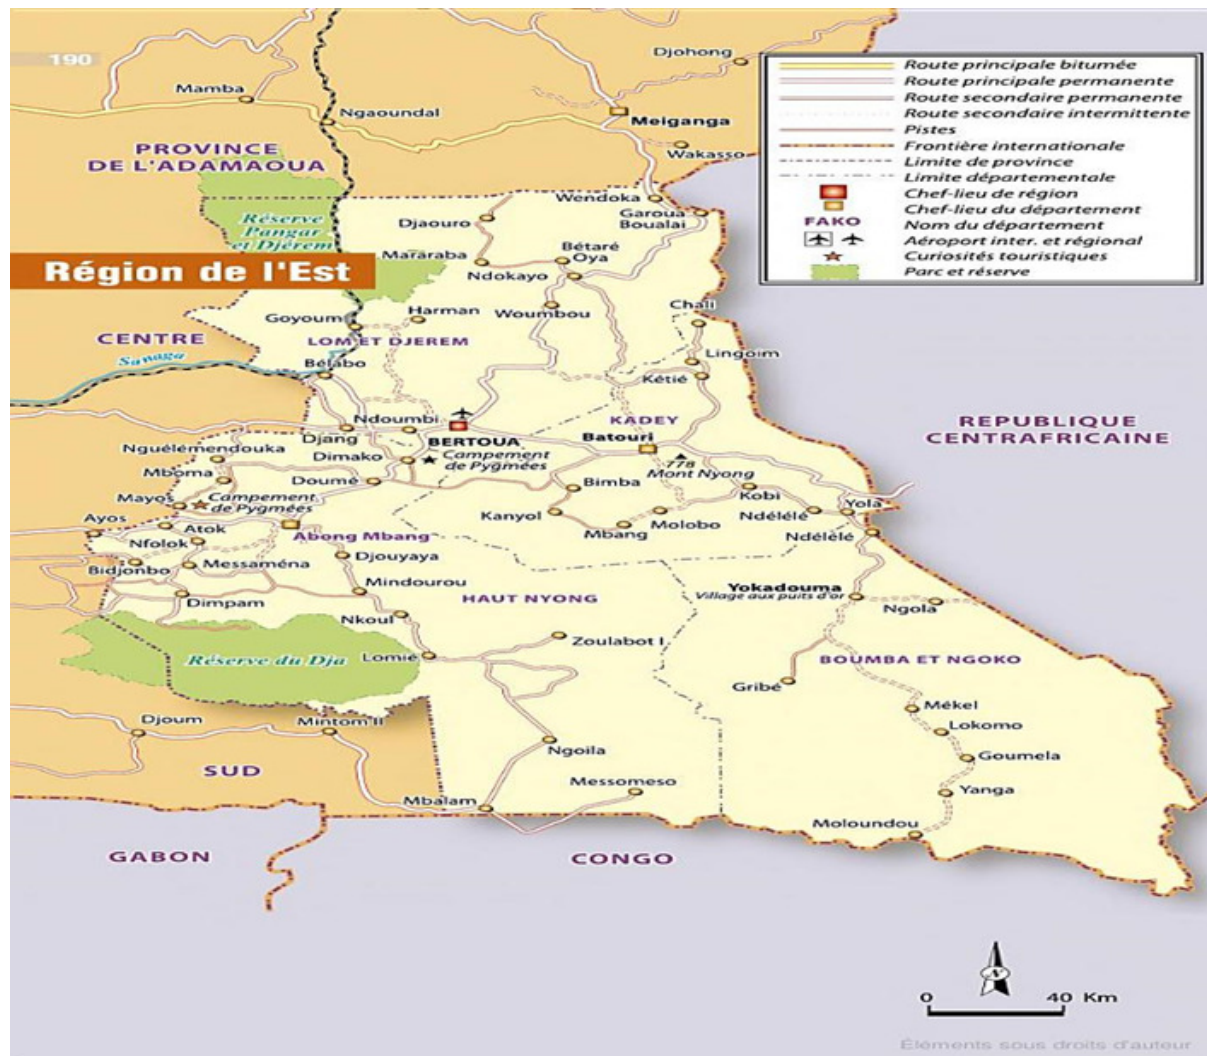 190
Djohong
Mamba
Ngaoundal
Meiganga
Wakasso
PROVINCE
DE L'ADAMAOUA
Route principale bitumée
Route principale permanente
Route secondaire permanente
Route secondaire intermittente
Pistes
Frontière internationale
Limite de province
Limite départementale
Chef-lieu de région
Chef-lieu du département
FAKO
Nom du département
Aéroport inter. et régional
Curiosités touristiques
Parc et réserve
Wendoka
Garoua
Boualai
Djaouro
Réserve
Pangar
et Djérem
Bétaré
Oya
Mararaba
Ndokayo
Région de l'Est
Chali
Harman
Woumbou
Goyoum
CENTRE
LOM ET DJEREM
Sanaga
Lingoim
Bélabo
Kétié
Ndoumbi
KADEY
REPUBLIQUE
CENTRAFRICAINE
Djang
BERTOUA
Batouri
Nguélémendouka
Dimako
Campement
de Pygmées
778
Mont Nyong
Mboma
Doumé
Bimba
Kobi
Mayos
Campement
de Pygmées
Yola
Ayos
Atok
Kanyol
Molobo
Ndélélé
Mbang
Ndélélé
Nfolok
Abong Mbang
Djouyaya
Bidjonbo
Messaména
Mindourou
Yokadouma
Village aux puits d'or
HAUT NYONG
Dimpam
Ngola
Nkoul
Zoulabot I
Réserve du Dja
Lomié
BOUMBA ET NGOKO
Gribé
Mékel
Djoum
Mintom II
Lokomo
Ngoila
Goumela
SUD
Messomeso
Yanga
Mbalam
Moloundou
GABON
CONGO
N
0
40 Km
Éléments sous droits d'auteur